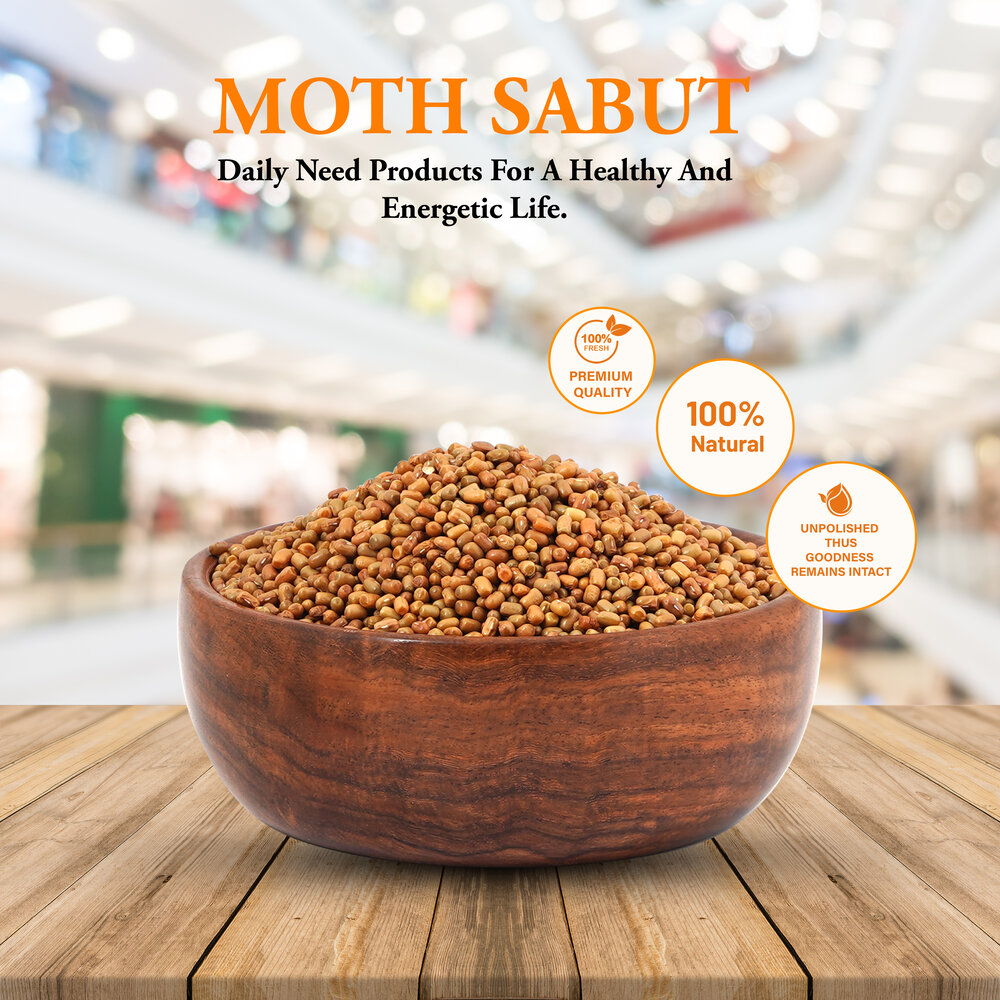 MOTH SABUT
Daily Need Products For A Healthy And
Energetic Life.
100%
FRESH
PREMIUM
QUALITY
100%
Natural
UNPOLISHED
THUS
GOODNESS
REMAINS INTACT